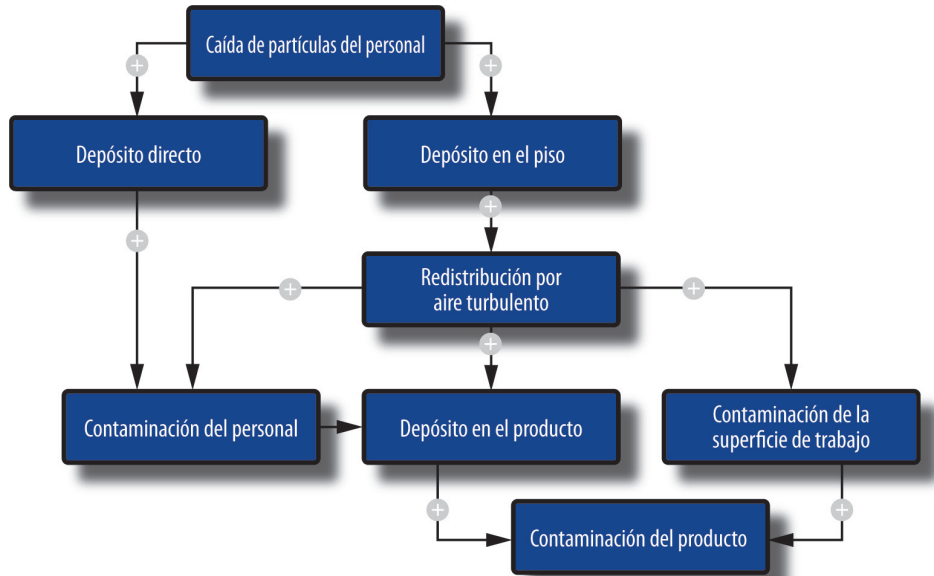 Caída de partículas del personal
Depósito directo
Depósito en el piso
Redistribución por
aire turbulento
Contaminación del personal
Depósito en el producto
Contaminación de la
superficie de trabajo
Contaminación del producto